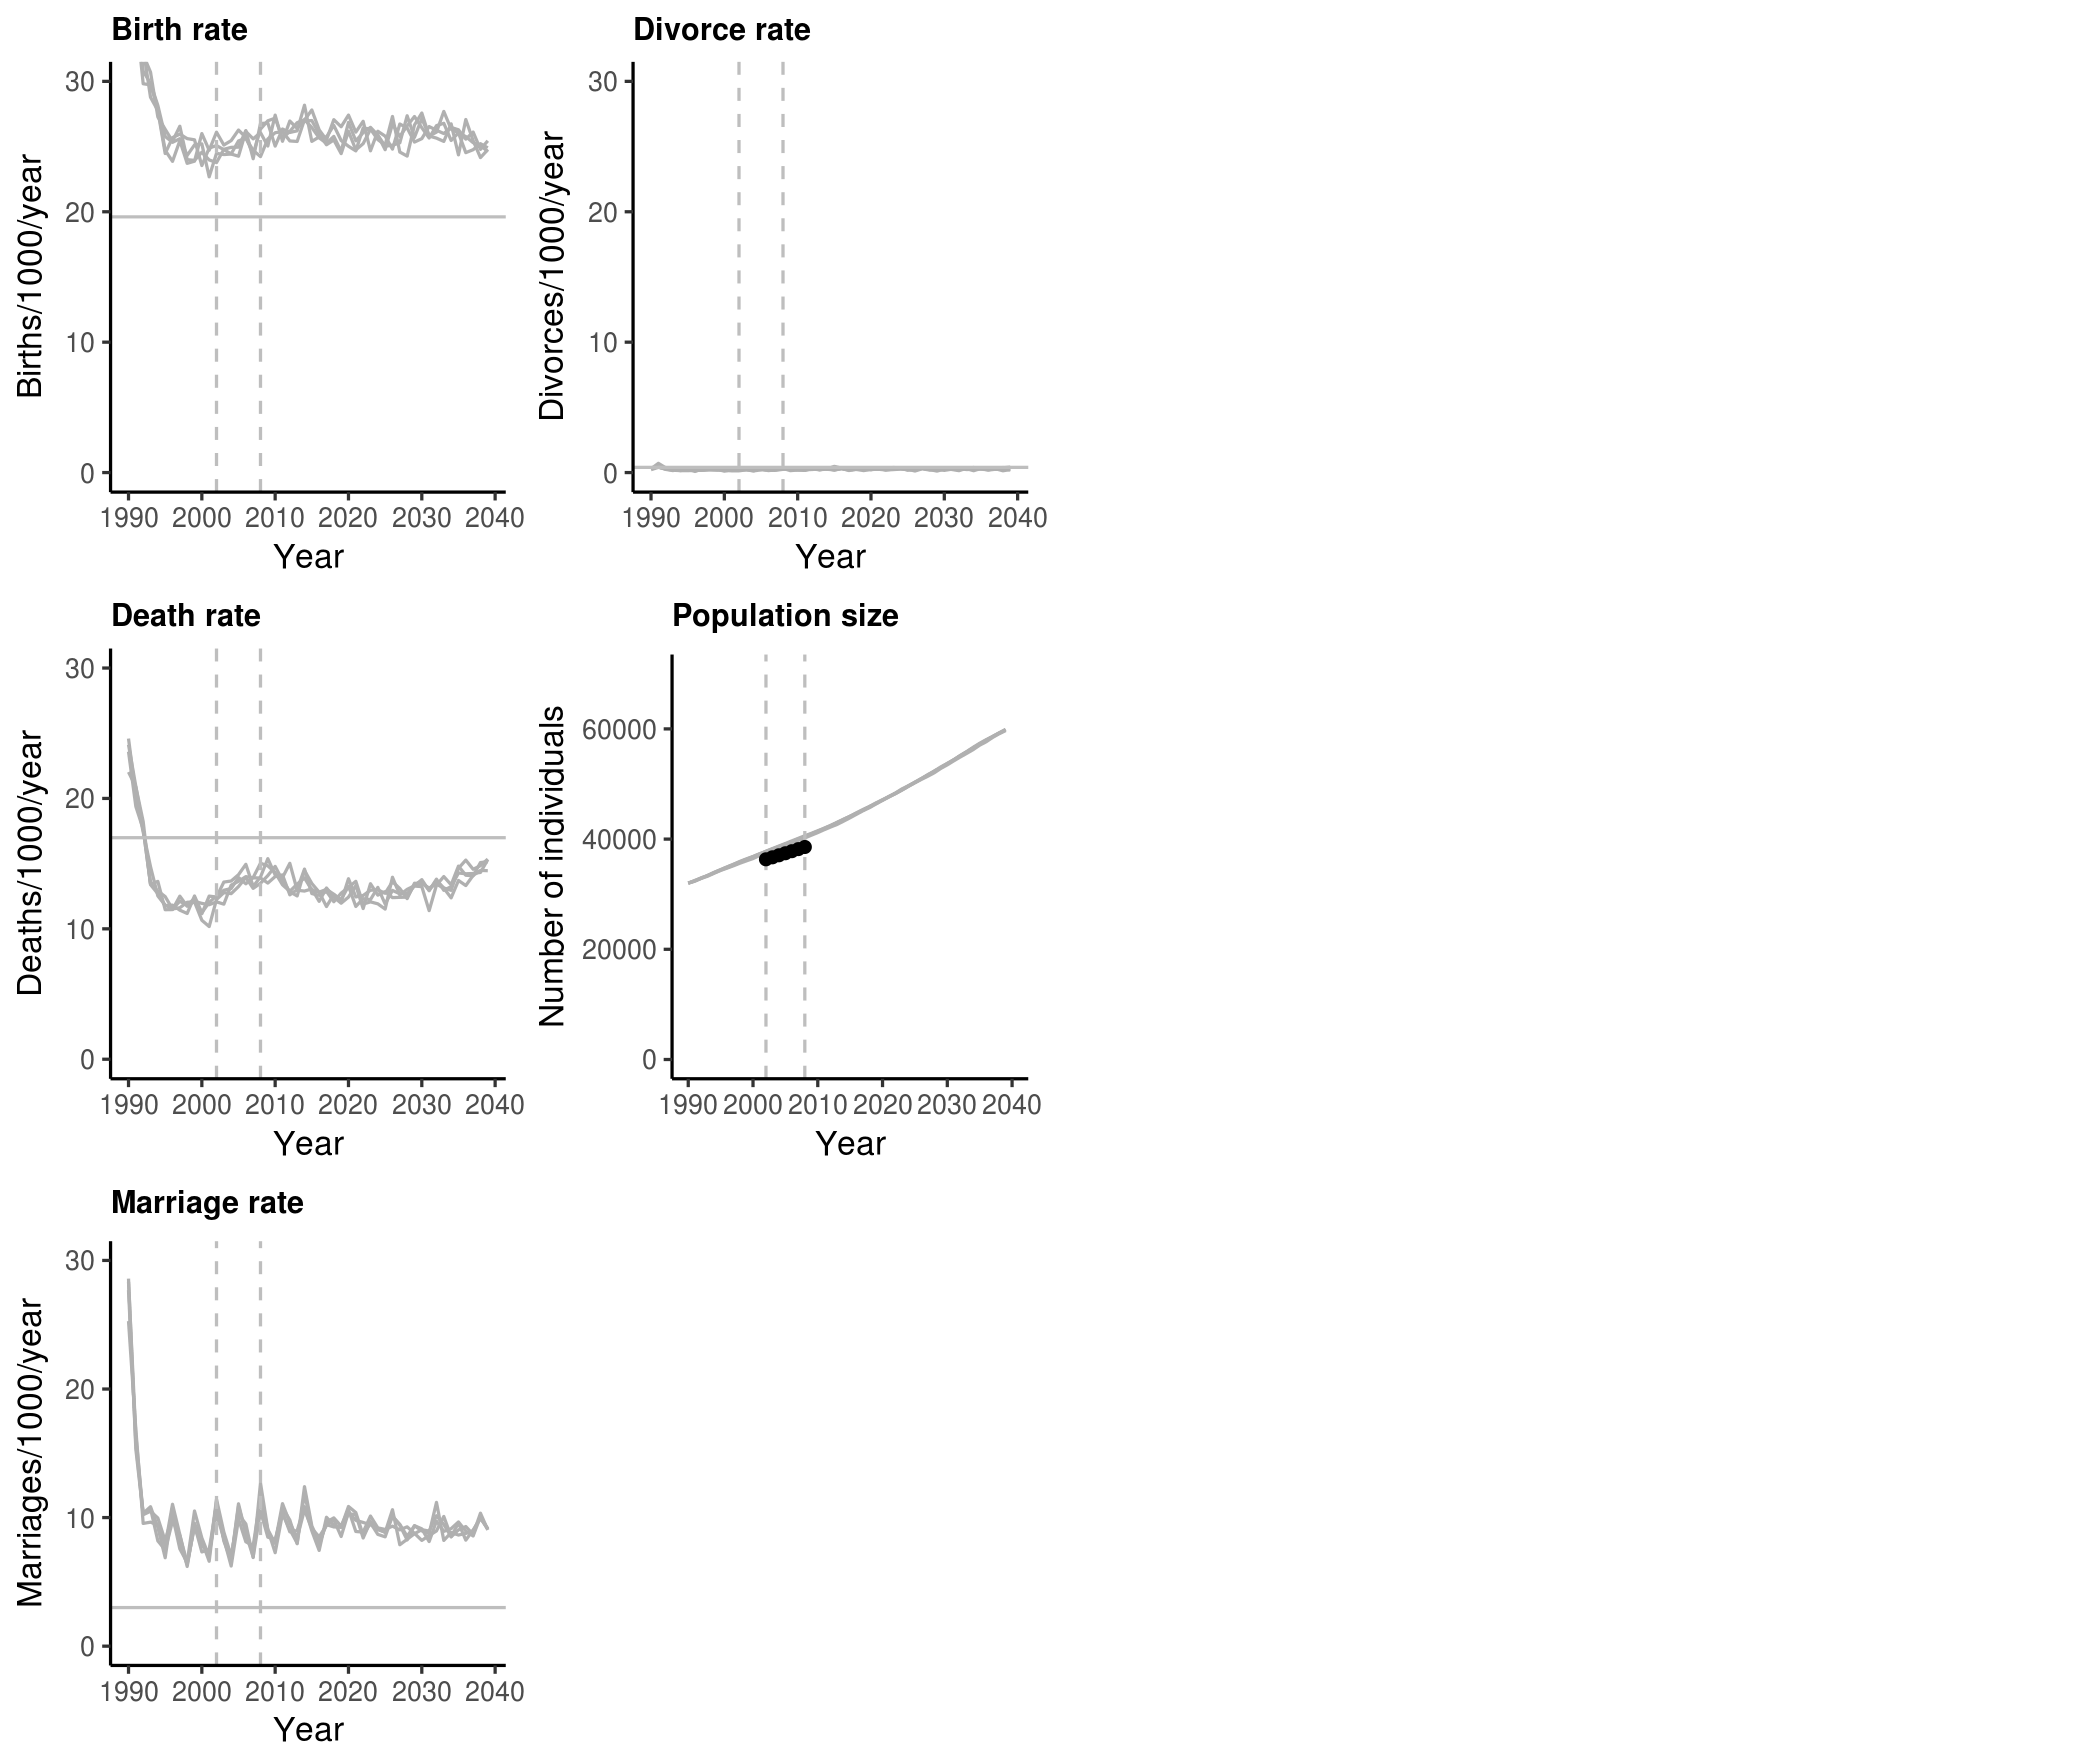 Birth rate
Births/1000/year
30
20
10
0
1990 2000 2010 2020 2030 2040
Year
Divorce rate
Divorces/1000/year
30
20
10
0
1990 2000 2010 2020 2030 2040
Year
Death rate
Deaths/1000/year
30
20
10
0
1990 2000 2010 2020 2030 2040
Year
Population size
Number of individuals
60000
40000
20000
0
1990 2000 2010 2020 2030 2040
Year
Marriage rate
Marriages/1000/year
30
20
10
0
1990 2000 2010 2020 2030 2040
Year